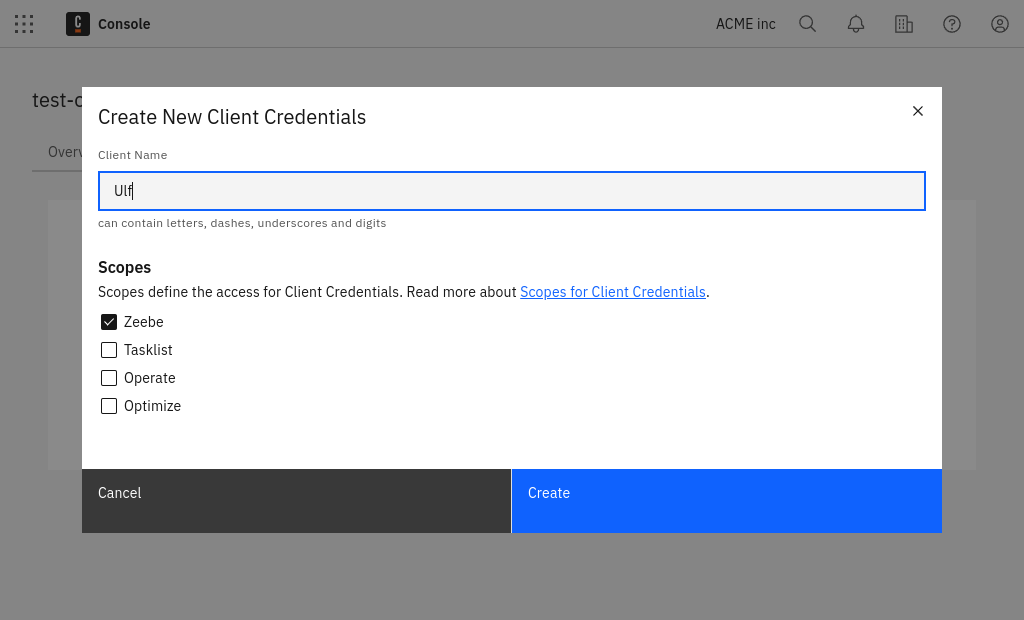 Console
ACME inc
Create New Client Credentials
Client Name
Ulf
can contain letters, dashes, underscores and digits
Scopes
Scopes define the access for Client Credentials. Read more about Scopes for Client Credentials.
Zeebe
Tasklist
Operate
Optimize
Cancel
Create